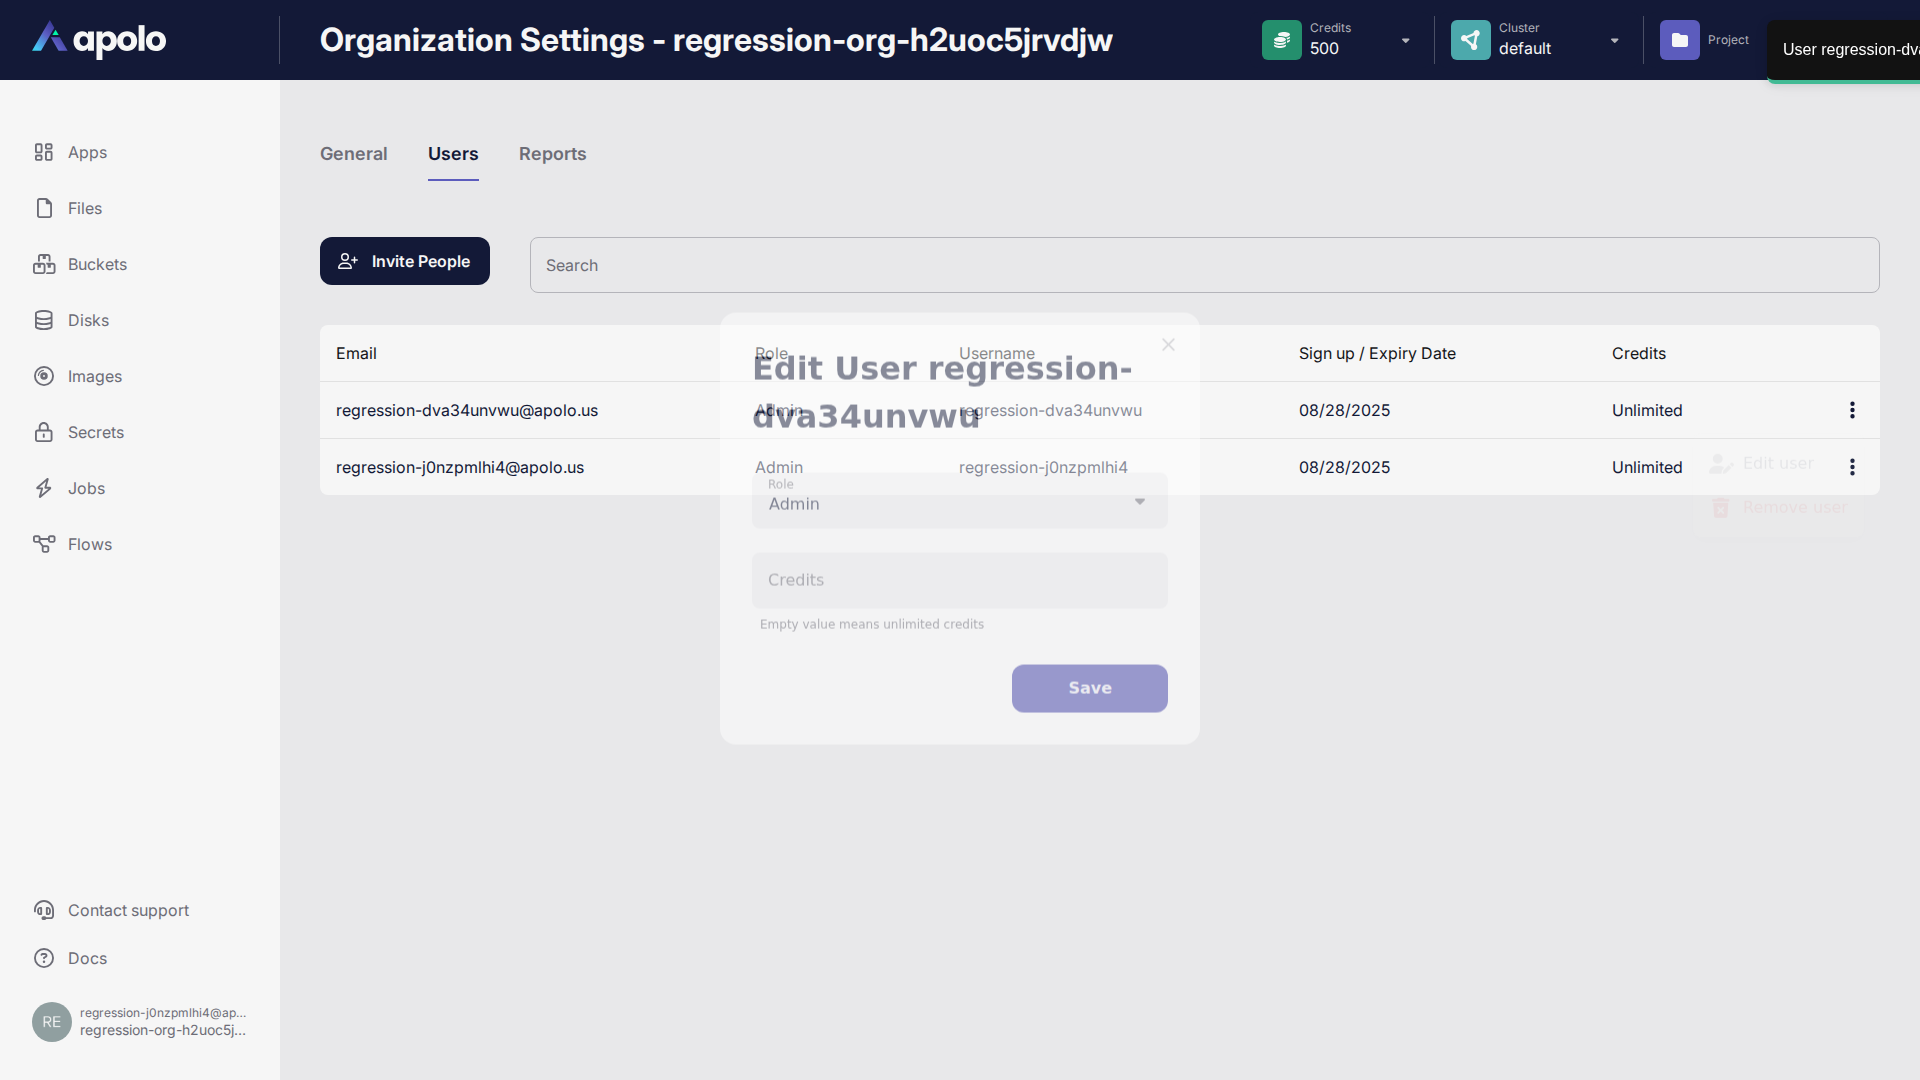 apolo
Organization Settings - regression-org-h2uoc5jrvdjw
Credits
500
Cluster
default
Project
User regression-dva
Apps
Files
Buckets
Disks
Images
Secrets
Jobs
Flows
Contact support
Docs
RE
regression-j0nzpmlhi4@ap...
regression-org-h2uoc5j...
General Users Reports
Invite People
Search
Email Role Username Sign up / Expiry Date Credits
regression-dva34unvwu@apolo.us Admin regression-dva34unvwu 08/28/2025 Unlimited
regression-j0nzpmlhi4@apolo.us Admin regression-j0nzpmlhi4 08/28/2025 Unlimited
Edit user
Remove user
Edit User regression-
dva34unvwu
Role
Admin
Credits
Empty value means unlimited credits
Save